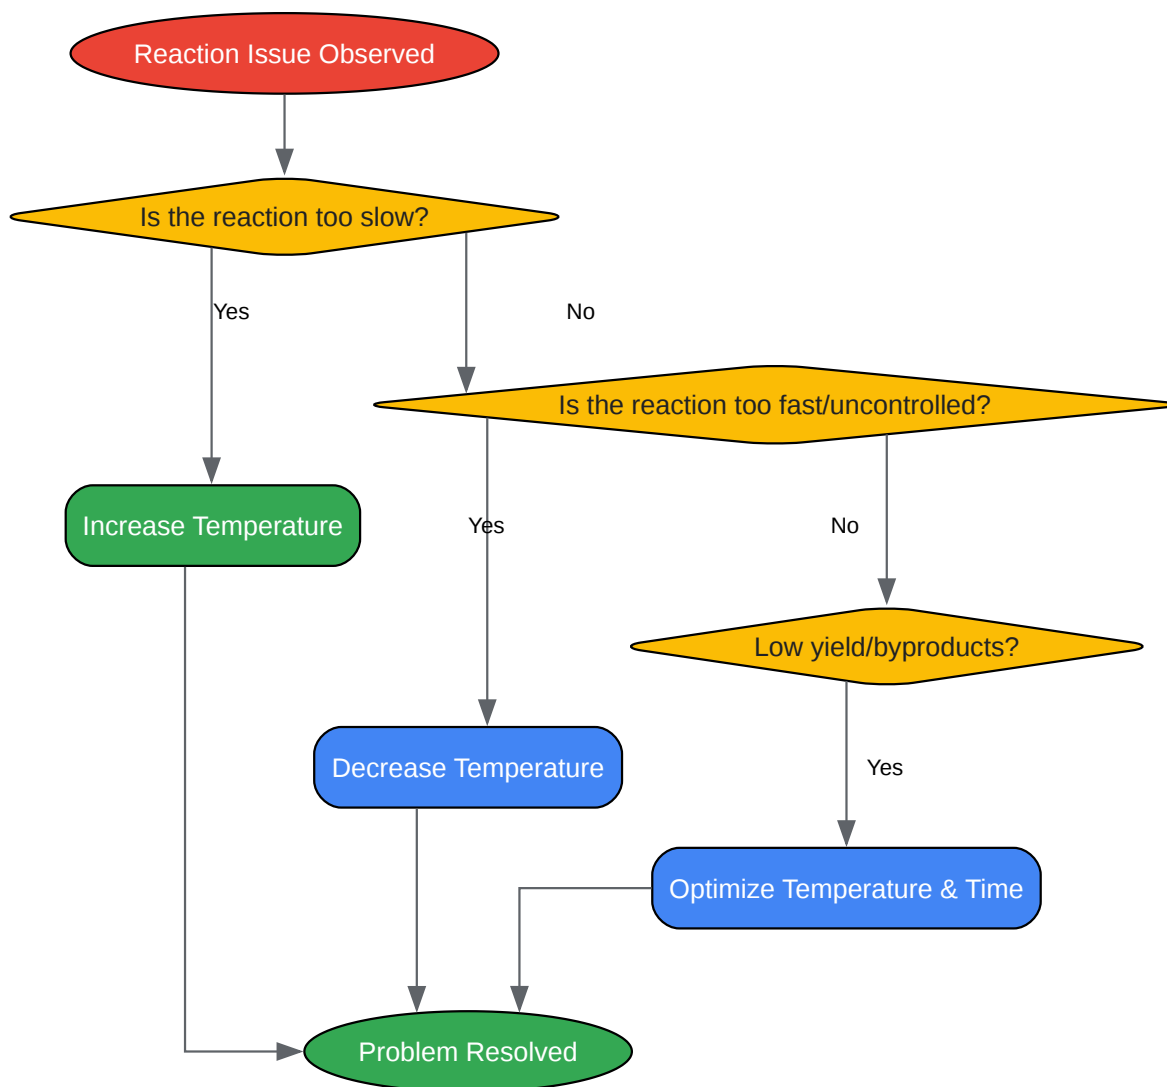 Reaction Issue Observed
Is the reaction too slow?
Yes
No
Is the reaction too fast/uncontrolled?
Increase Temperature
Yes
No
Low yield/byproducts?
Decrease Temperature
Yes
Optimize Temperature & Time
Problem Resolved